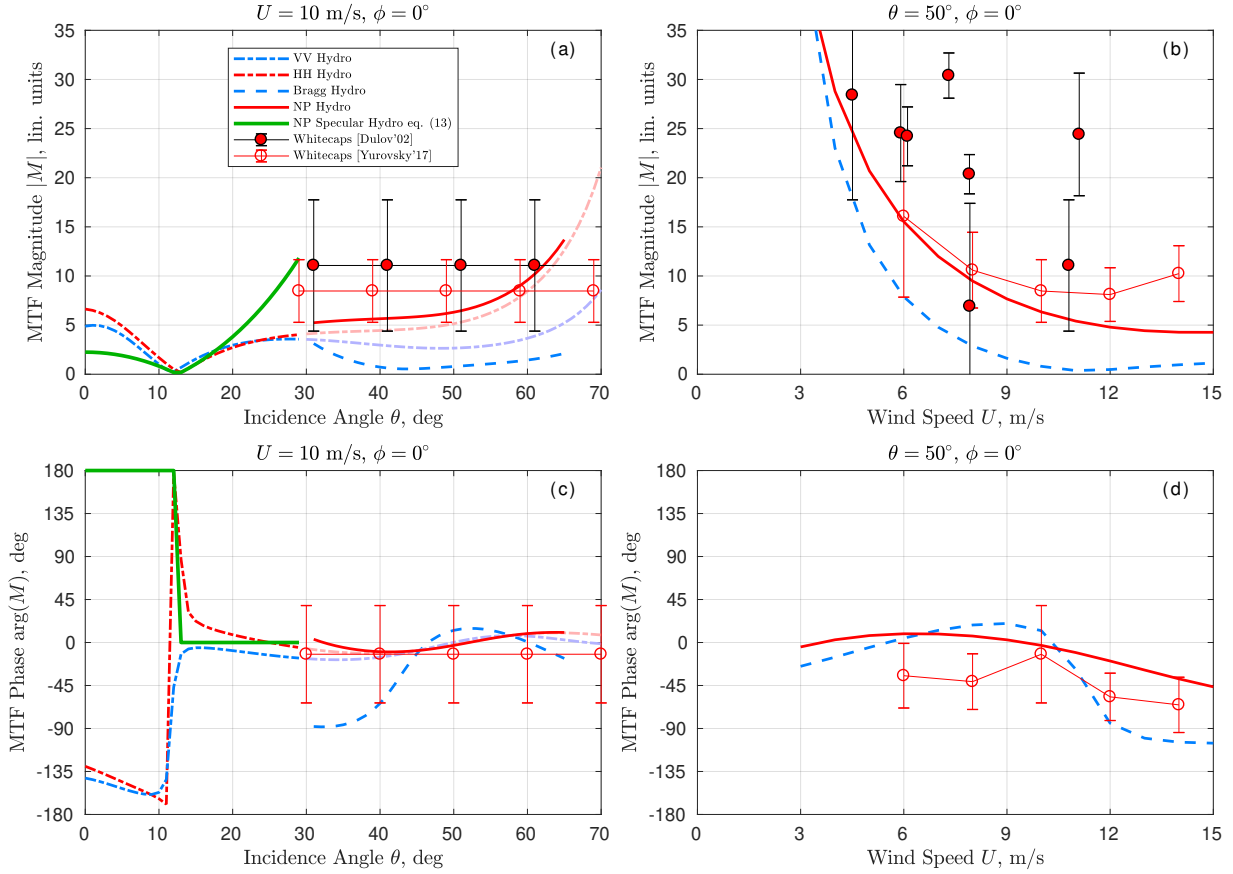 U = 10 m/s, ϕ = 0°
35
30
25
20
15
10
5
0
MTF Magnitude |M|, lin. units
(a)
VV Hydro
HH Hydro
Bragg Hydro
NP Hydro
NP Specular Hydro eq. (13)
Whitecaps [Dulov'02]
Whitecaps [Yurovsky'17]
0 10 20 30 40 50 60 70
Incidence Angle θ, deg
θ = 50°, ϕ = 0°
35
30
25
20
15
10
5
0
MTF Magnitude |M|, lin. units
(b)
0 3 6 9 12 15
Wind Speed U, m/s
U = 10 m/s, ϕ = 0°
180
135
90
45
0
-45
-90
-135
-180
MTF Phase arg(M), deg
(c)
0 10 20 30 40 50 60 70
Incidence Angle θ, deg
θ = 50°, ϕ = 0°
180
135
90
45
0
-45
-90
-135
-180
MTF Phase arg(M), deg
(d)
0 3 6 9 12 15
Wind Speed U, m/s